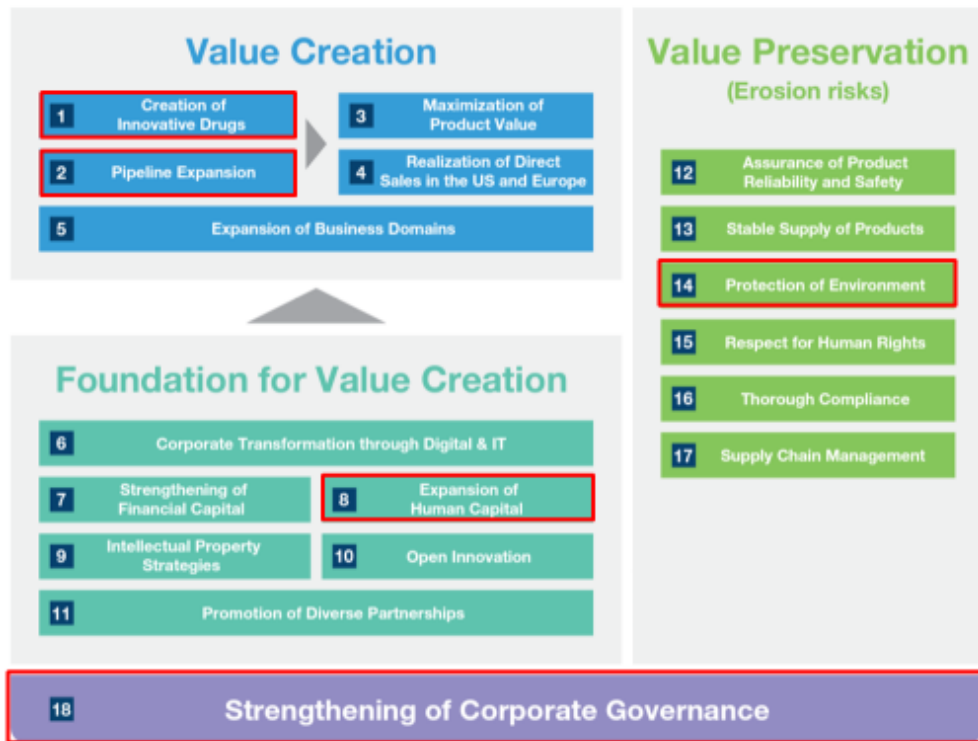 Value Creation
1
Creation of
Innovative Drugs
2
Pipeline Expansion
3
Maximization of
Product Value
4
Realization of Direct
Sales in the US and Europe
5
Expansion of Business Domains
Foundation for Value Creation
6
Corporate Transformation through Digital & IT
7
Strengthening of
Financial Capital
8
Expansion of
Human Capital
9
Intellectual Property
Strategies
10
Open Innovation
11
Promotion of Diverse Partnerships
Value Preservation
(Erosion risks)
12
Assurance of Product
Reliability and Safety
13
Stable Supply of Products
14
Protection of Environment
15
Respect for Human Rights
16
Thorough Compliance
17
Supply Chain Management
18
Strengthening of Corporate Governance